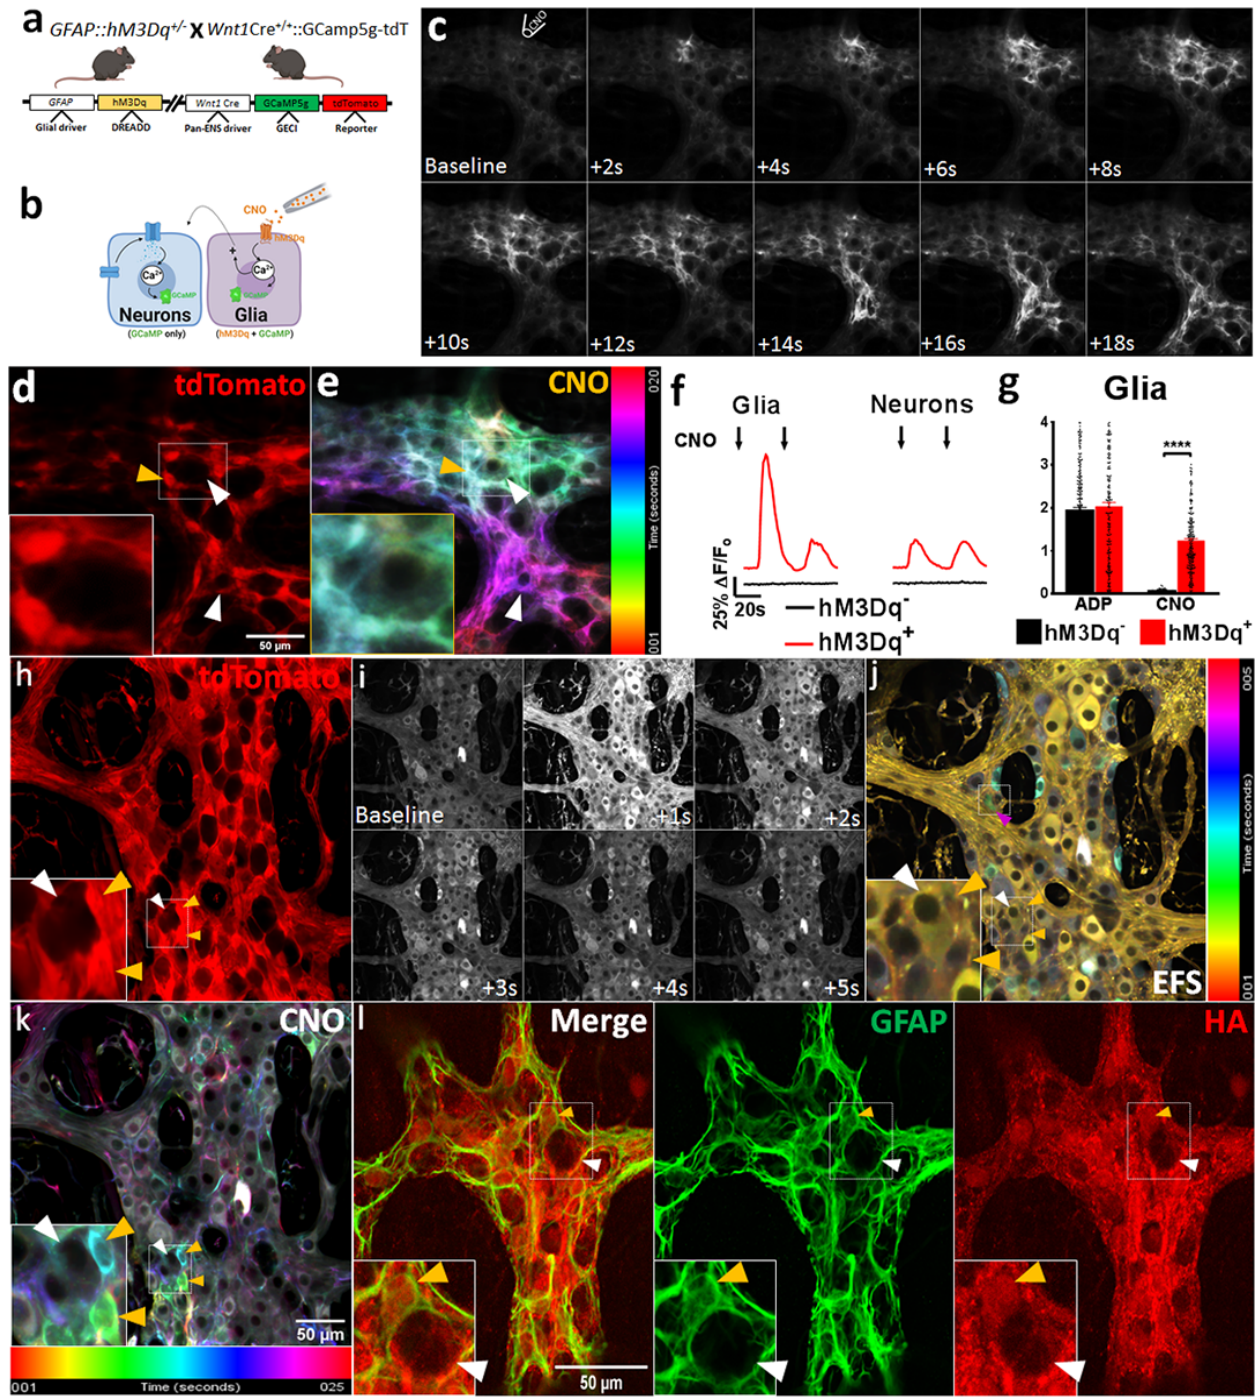 a
GFAP::hM3Dq+/- X Wnt1Cre+/+::GCamp5g-tdT
GFAP
hM3Dq
Wnt1 Cre
GCaMP5g
tdTomato
Glial driver
DREADD
Pan-ENS driver
GECI
Reporter
b
CNO
hM3Dq
+
Ca2+
GCaMP
Neurons
(GCaMP only)
Ca2+
GCaMP
Glia
(hM3Dq + GCaMP)
c
CNO
Baseline
+2s
+4s
+6s
+8s
+10s
+12s
+14s
+16s
+18s
d
tdTomato
50 µm
e
CNO
020
Time (seconds)
001
f
Glia
Neurons
CNO
25% ΔF/Fo
20s
hM3Dq-
hM3Dq+
g
Glia
****
4
3
2
1
0
ADP
CNO
hM3Dq-
hM3Dq+
h
tdTomato
i
Baseline
+1s
+2s
+3s
+4s
+5s
j
EFS
005
Time (seconds)
001
k
CNO
50 µm
001
Time (seconds)
025
l
Merge
50 µm
GFAP
HA